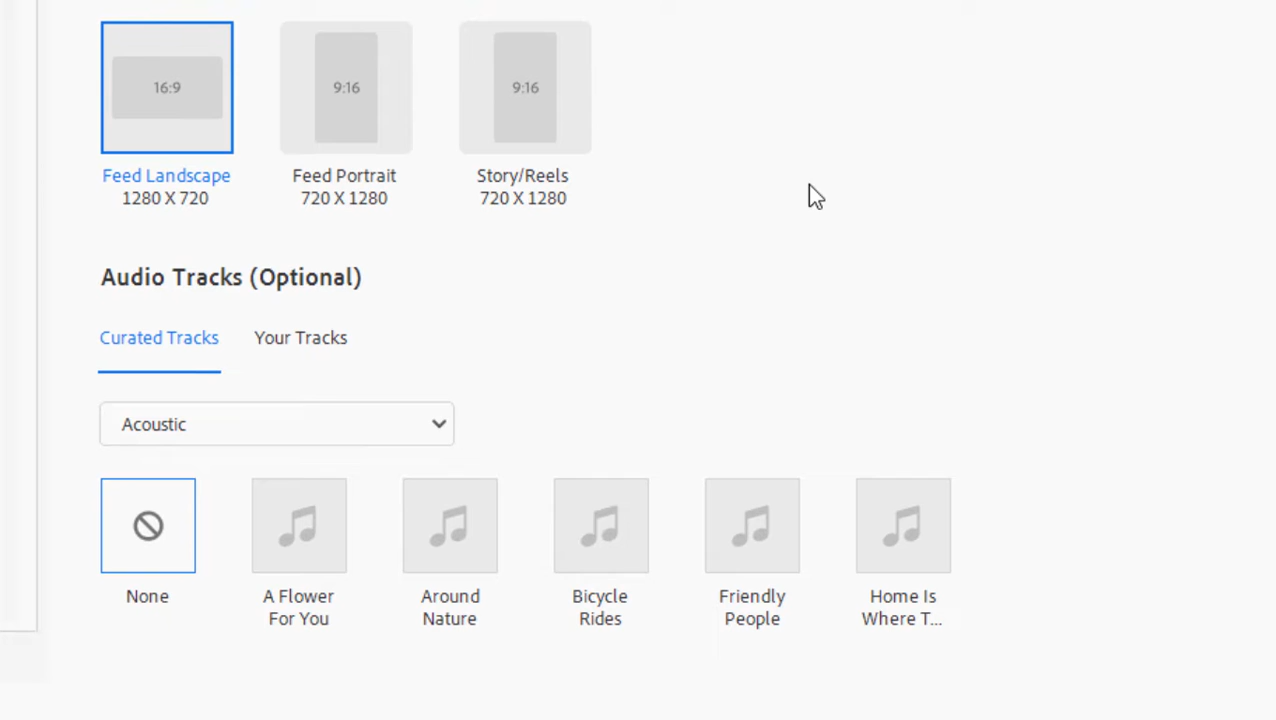 16:9
9:16
9:16
Feed Landscape
1280 X 720
Feed Portrait
720 X 1280
Story/Reels
720 X 1280
Audio Tracks (Optional)
Curated Tracks
Your Tracks
Acoustic
None
A Flower
For You
Around
Nature
Bicycle
Rides
Friendly
People
Home Is
Where T...